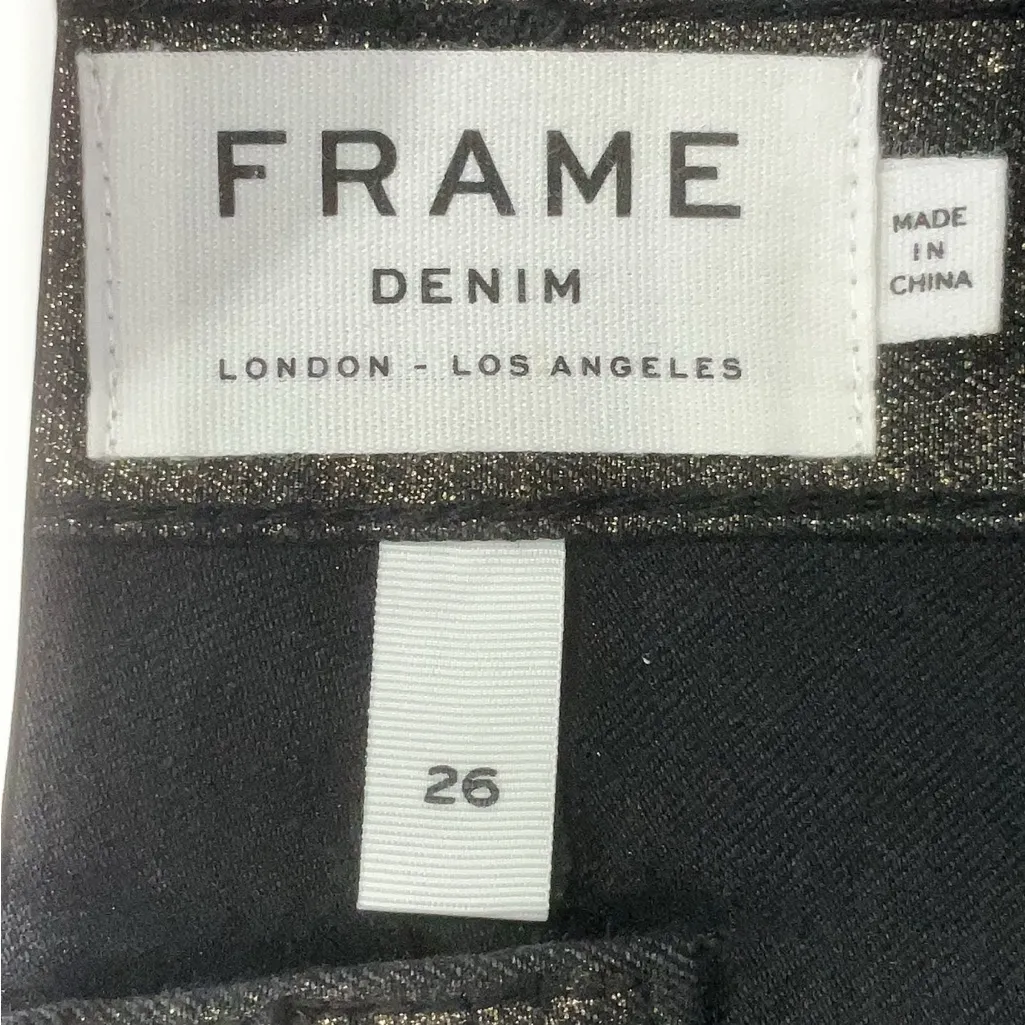 FRAME
DENIM
LONDON - LOS ANGELES
MADE
IN
CHINA
26